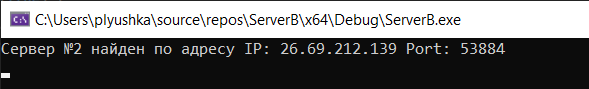 C:\Users\plyushka\source\repos\ServerB\x64\Debug\ServerB.exe
Сервер №2 найден по адресу IP: 26.69.212.139 Port: 53884